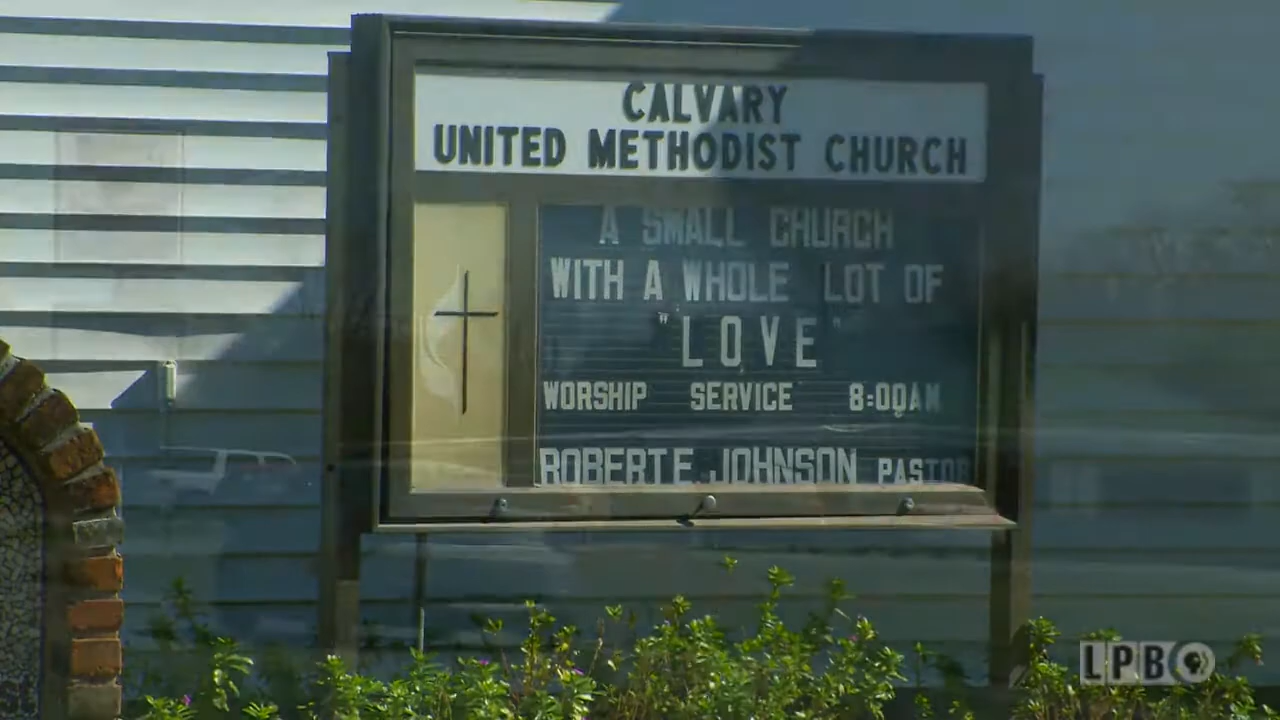 CALVARY
UNITED METHODIST CHURCH
A SMALL CHURCH
WITH A WHOLE LOT OF
"LOVE"
WORSHIP SERVICE 8:00AM
ROBERT E. JOHNSON PASTOR
LPB